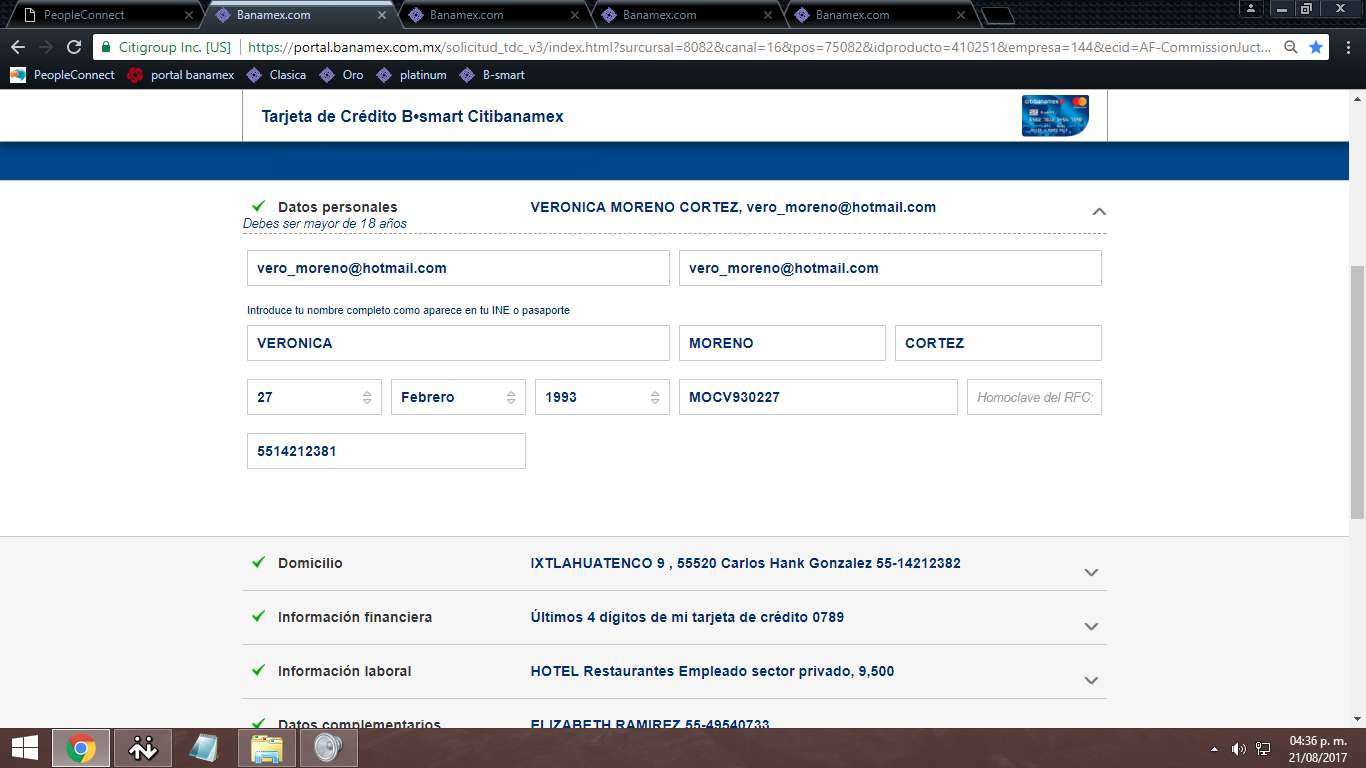 PeopleConnect
Banamex.com
Banamex.com
Banamex.com
Banamex.com
Citigroup Inc. [US] https://portal.banamex.com.mx/solicitud_tdc_v3/index.html?surcursal=8082&canal=16&pos=75082&idproducto=410251&empresa=144&ecid=AF-CommissionJuct...
PeopleConnect portal banamex Clasica Oro platinum B-smart
Tarjeta de Crédito B•smart Citibanamex
citibanamex
Datos personales VERONICA MORENO CORTEZ, vero_moreno@hotmail.com
Debes ser mayor de 18 años
vero_moreno@hotmail.com vero_moreno@hotmail.com
Introduce tu nombre completo como aparece en tu INE o pasaporte
VERONICA MORENO CORTEZ
27 Febrero 1993 MOCV930227 Homoclave del RFC:
5514212381
Domicilio IXTLAHUATENCO 9 , 55520 Carlos Hank Gonzalez 55-14212382
Información financiera Últimos 4 dígitos de mi tarjeta de crédito 0789
Información laboral HOTEL Restaurantes Empleado sector privado, 9,500
Datos complementarios ELIZABETH RAMIREZ 55-49540733
04:36 p. m.
21/08/2017